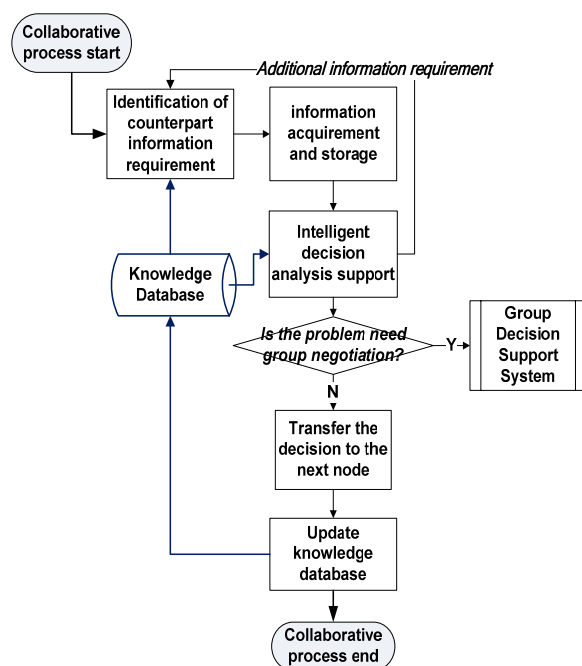 Collaborative
process start
Additional information requirement
Identification of
counterpart
information
requirement
information
acquirement
and storage
Intelligent
decision
analysis support
Knowledge
Database
Is the problem need
group negotiation?
Y
Group
Decision
Support
System
N
Transfer the
decision to the
next node
Update
knowledge
database
Collaborative
process end